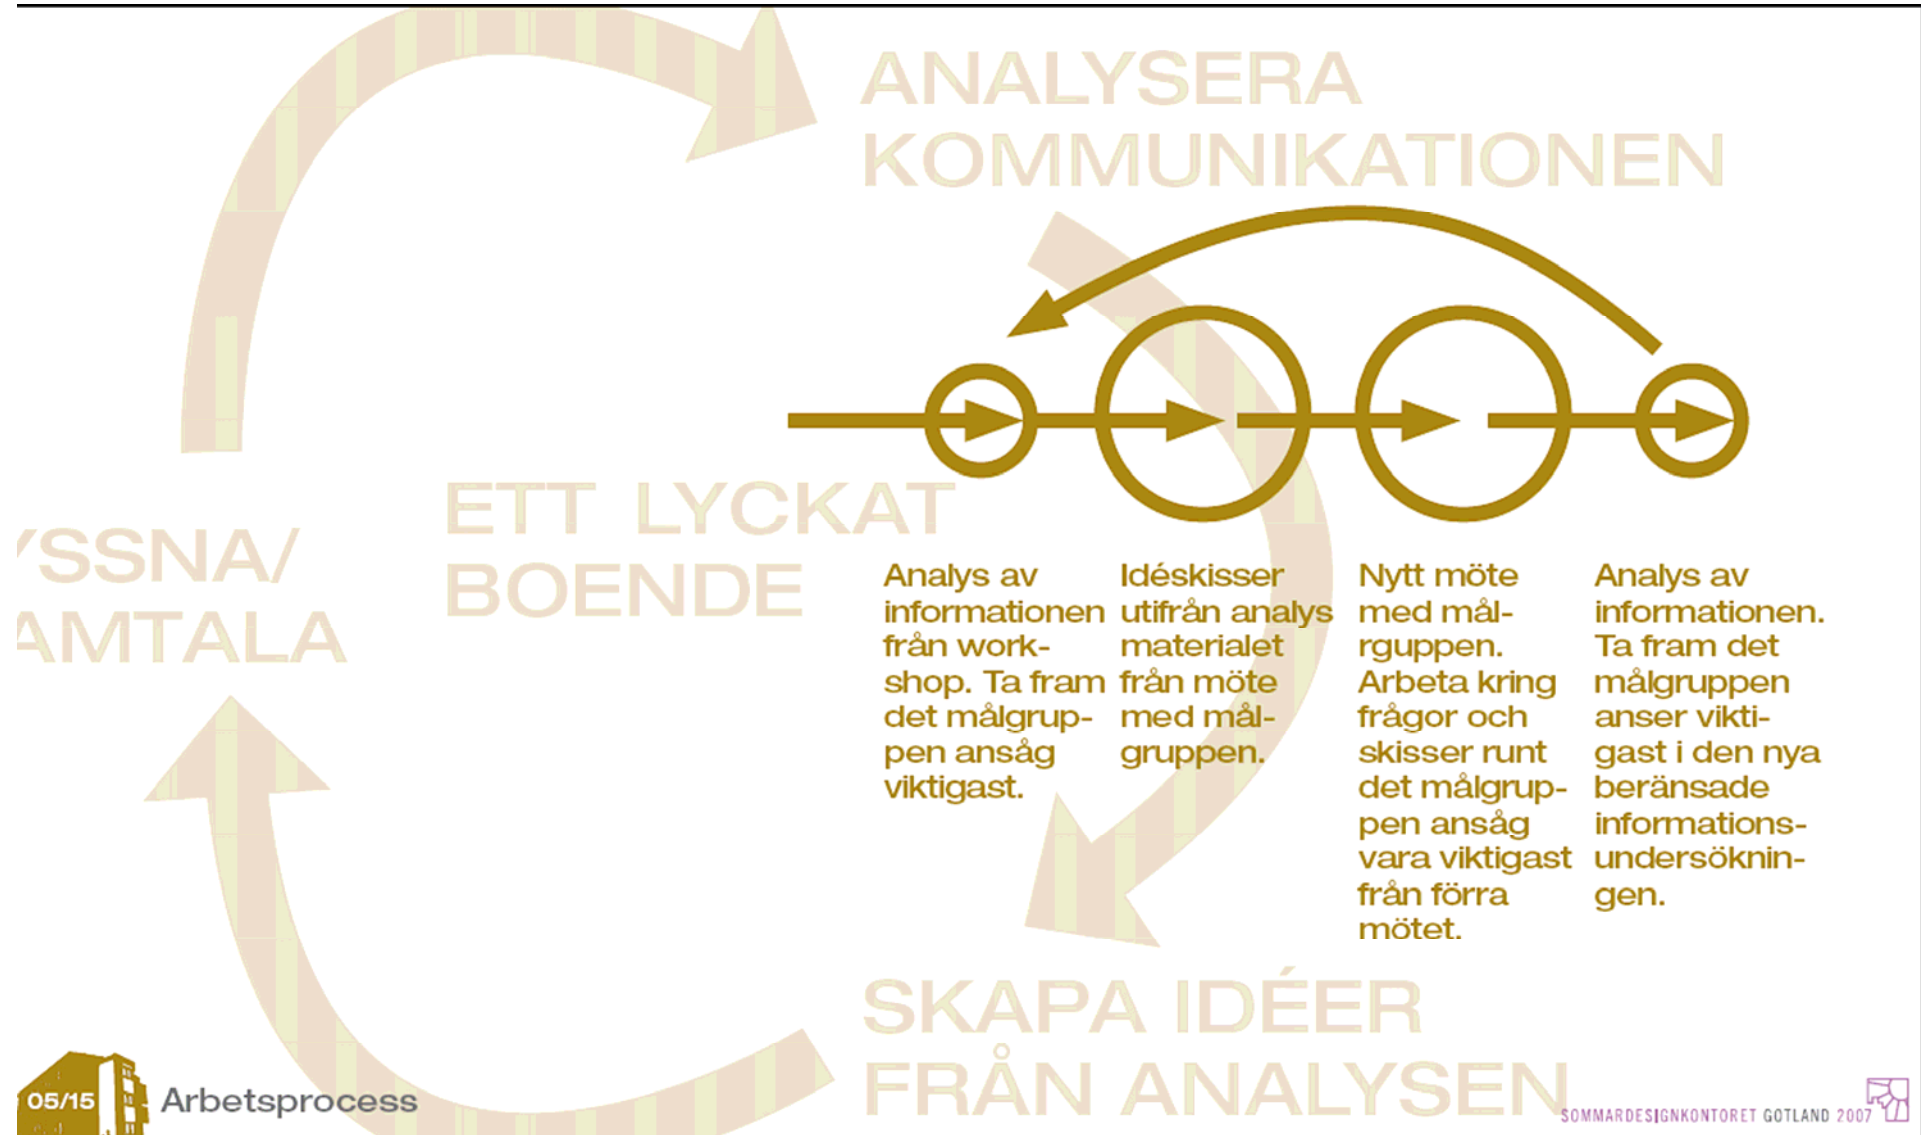 ANALYSERA
KOMMUNIKATIONEN
ETT LYCKAT
BOENDE
YSSNA/
AMTALA
Analys av
informationen
från work-
shop. Ta fram
det målgrup-
pen ansåg
viktigast.
Idéskisser
utifrån analys
materialet
från möte
med mål-
gruppen.
Nytt möte
med mål-
rguppen.
Arbeta kring
frågor och
skisser runt
det målgrup-
pen ansåg
vara viktigast
från förra
mötet.
Analys av
informationen.
Ta fram det
målgruppen
anser vikti-
gast i den nya
beränsade
informations-
undersöknin-
gen.
SKAPA IDÉER
FRÅN ANALYSEN
05/15
Arbetsprocess
SOMMARDESIGNKONTORET GOTLAND 2007